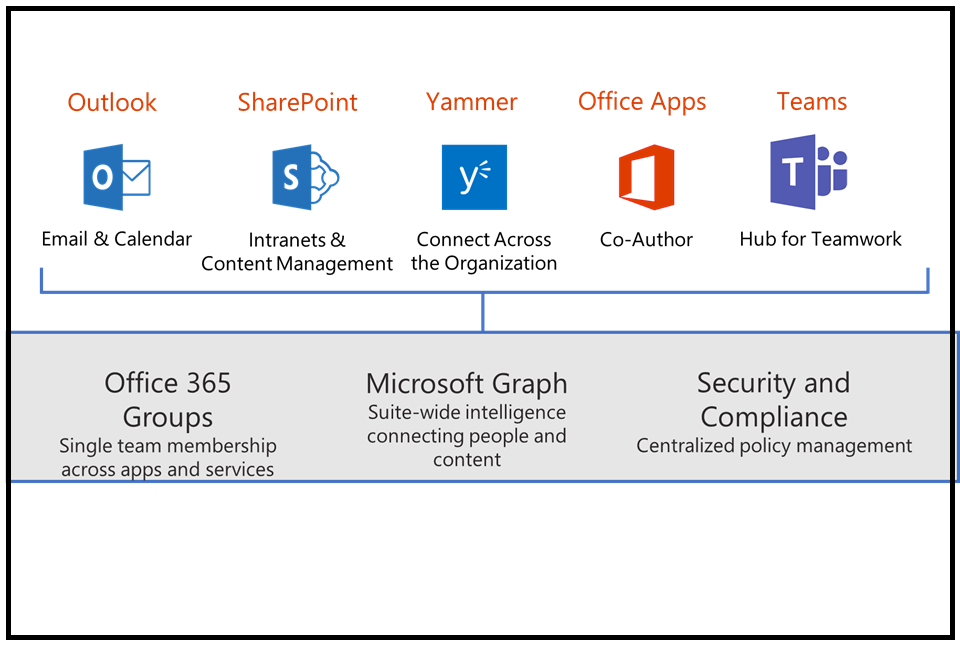 Outlook
SharePoint
Yammer
Office Apps
Teams
O
S
y
T
Email & Calendar
Intranets &
Content Management
Connect Across
the Organization
Co-Author
Hub for Teamwork
Office 365
Groups
Single team membership
across apps and services
Microsoft Graph
Suite-wide intelligence
connecting people and
content
Security and
Compliance
Centralized policy management